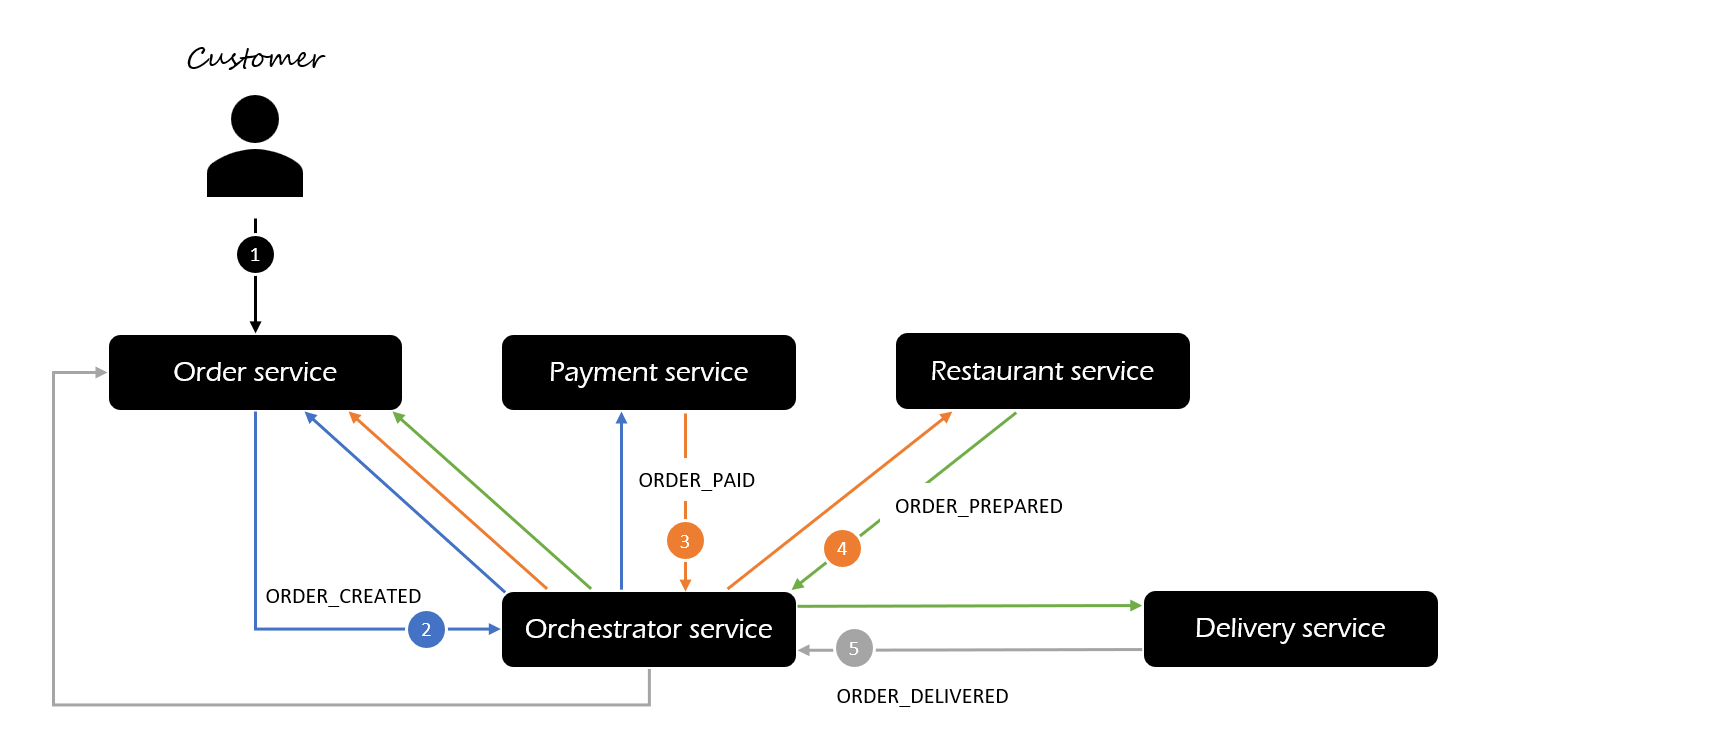 Customer
1
Order service
Payment service
Restaurant service
ORDER_PAID
ORDER_PREPARED
3
4
ORDER_CREATED
2
Orchestrator service
Delivery service
5
ORDER_DELIVERED